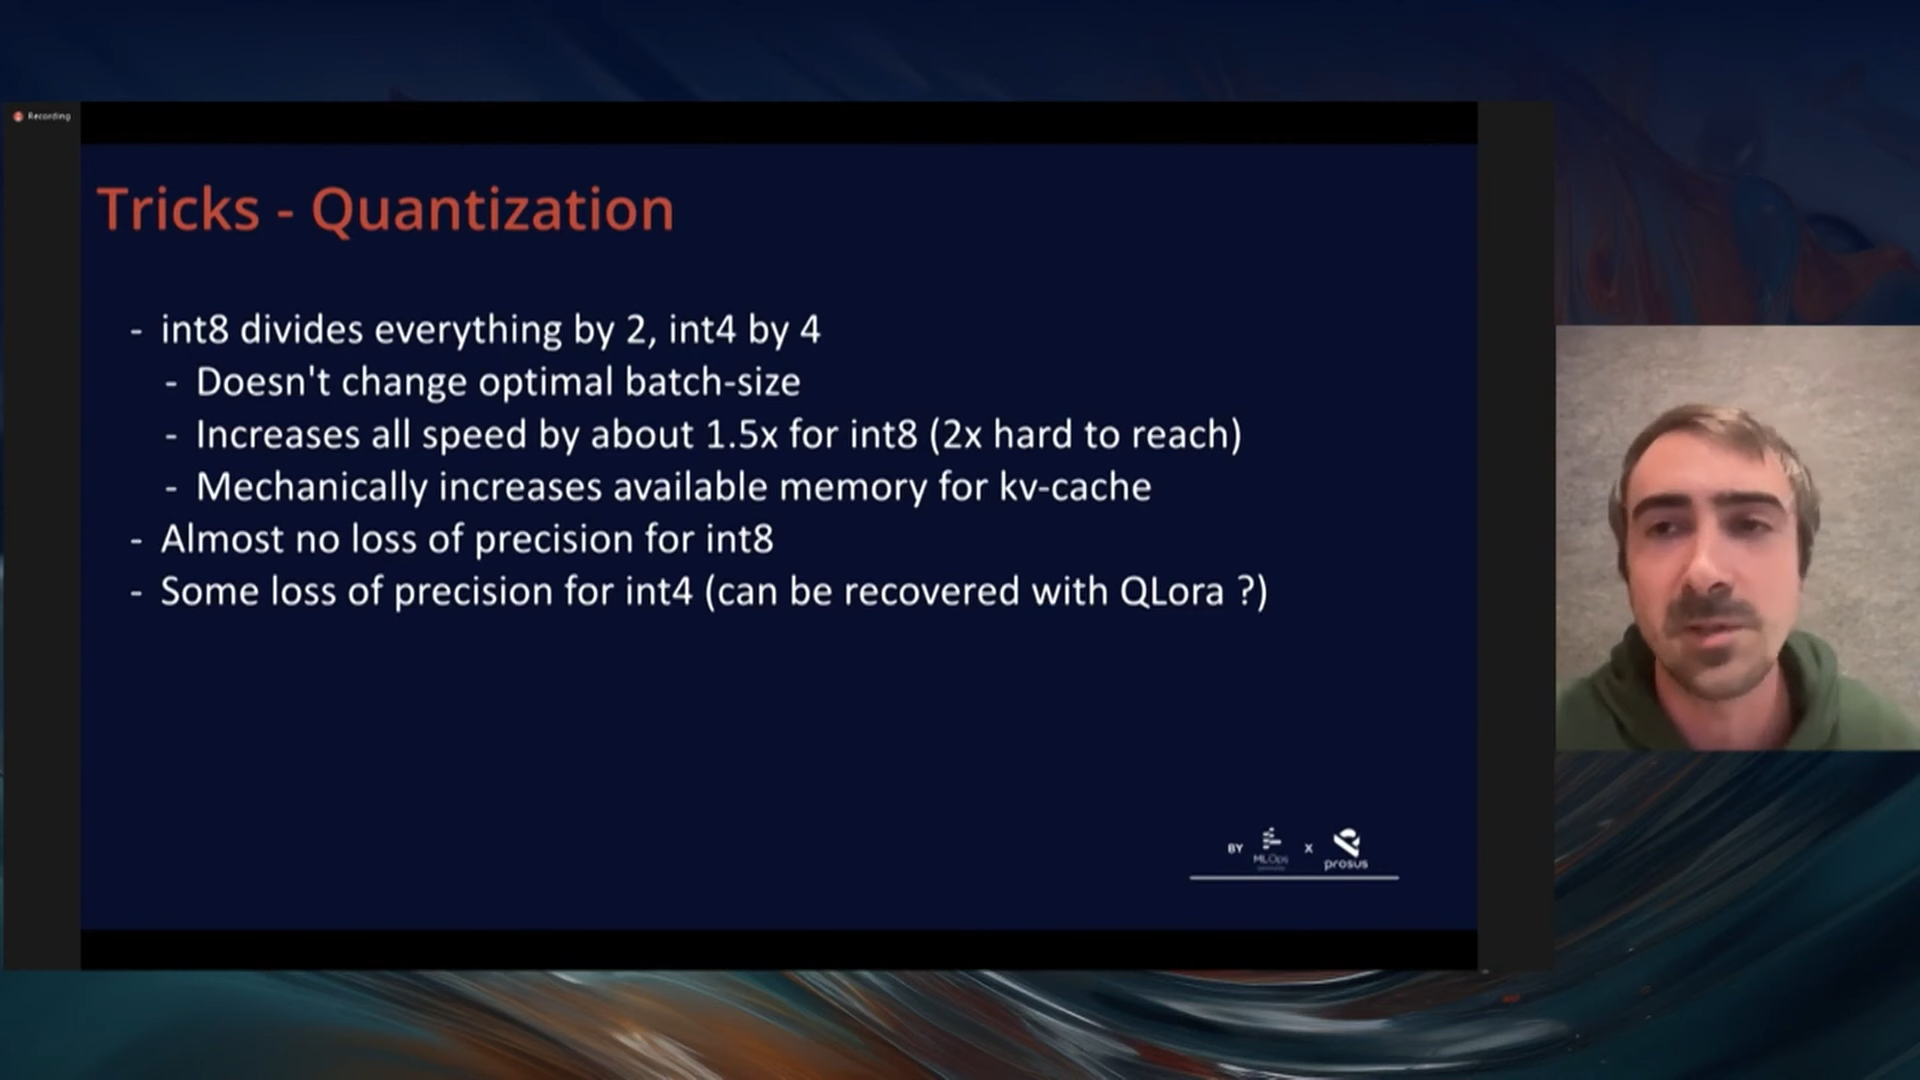 Recording
Tricks - Quantization
- int8 divides everything by 2, int4 by 4
- Doesn't change optimal batch-size
- Increases all speed by about 1.5x for int8 (2x hard to reach)
- Mechanically increases available memory for kv-cache
- Almost no loss of precision for int8
- Some loss of precision for int4 (can be recovered with QLora ?)
BY MLOps x prosus